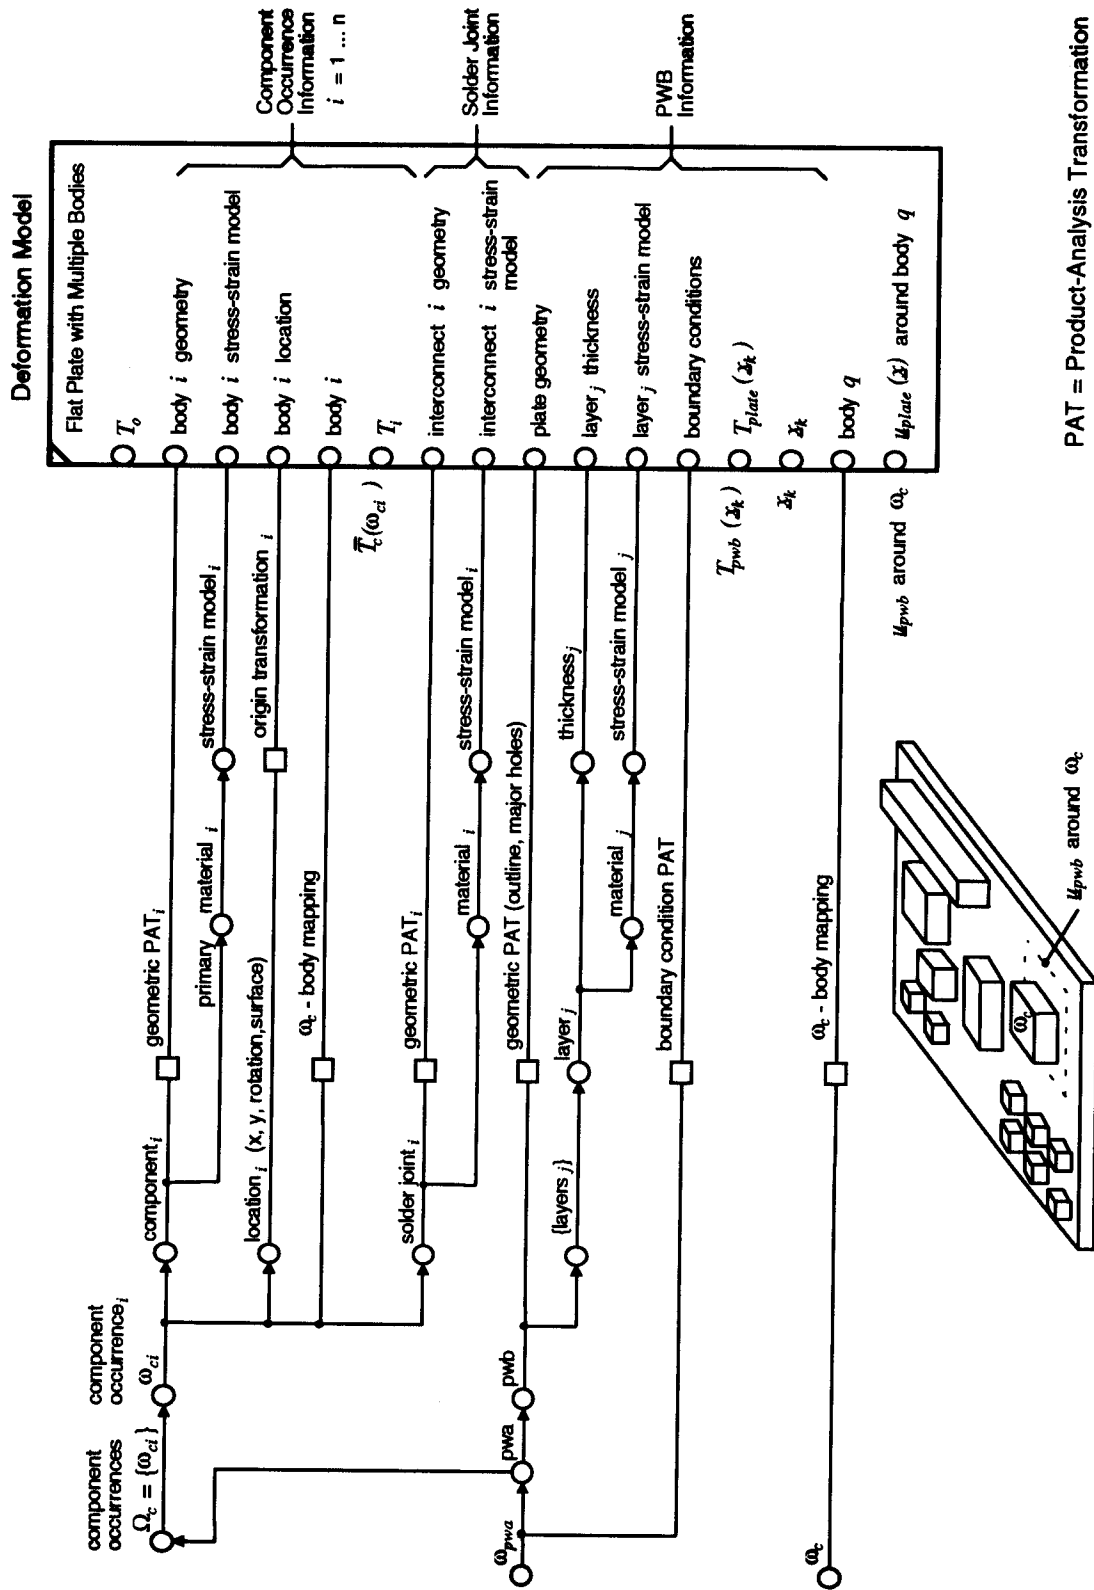 Deformation Model
Flat Plate with Multiple Bodies
component
occurrences
Ω_c = {ω_ci}
component
occurrence_i
ω_ci
T_o
component_i
geometric PAT_i
body i geometry
primary material_i
stress-strain model_i
body i stress-strain model
location_i (x, y, rotation,surface)
origin transformation_i
body i location
ω_c - body mapping
body i
T̅_c(ω_ci)
T_i
solder joint_i
geometric PAT_i
interconnect i geometry
material_i
stress-strain model_i
interconnect i stress-strain
model
ω_pwa
pwa
pwb
geometric PAT (outline, major holes)
plate geometry
{layers_j}
layer_j
thickness_j
layer_j thickness
material_j
stress-strain model_j
layer_j stress-strain model
boundary condition PAT
boundary conditions
T_pwb (x_k)
T_plate (x_k)
x_k
x_k
ω_c
ω_c - body mapping
body q
u_pwb around ω_c
u_plate (x) around body q
Component
Occurrence
Information
i = 1 ... n
Solder Joint
Information
PWB
Information
ω_c
u_pwb around ω_c
PAT = Product-Analysis Transformation